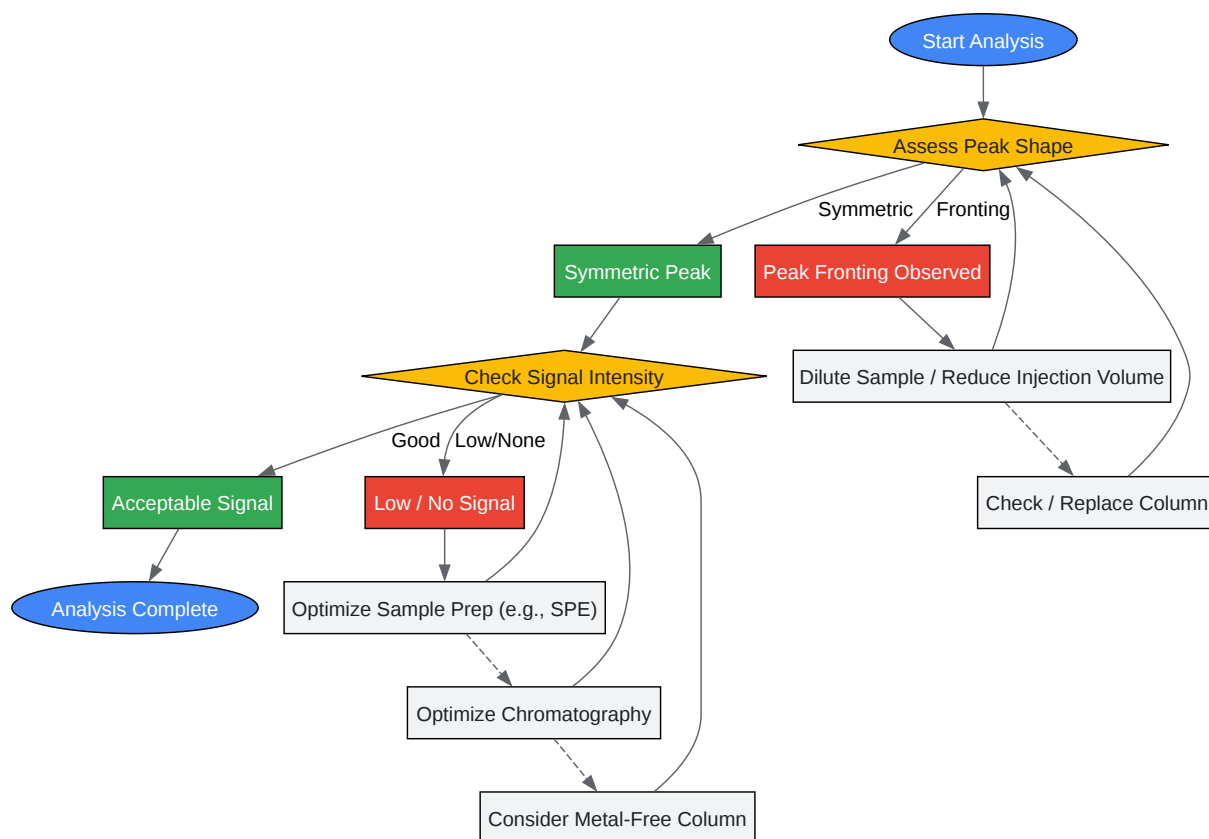 Start Analysis
Assess Peak Shape
Symmetric
Fronting
Symmetric Peak
Peak Fronting Observed
Check Signal Intensity
Dilute Sample / Reduce Injection Volume
Good
Low/None
Acceptable Signal
Low / No Signal
Check / Replace Column
Analysis Complete
Optimize Sample Prep (e.g., SPE)
Optimize Chromatography
Consider Metal-Free Column